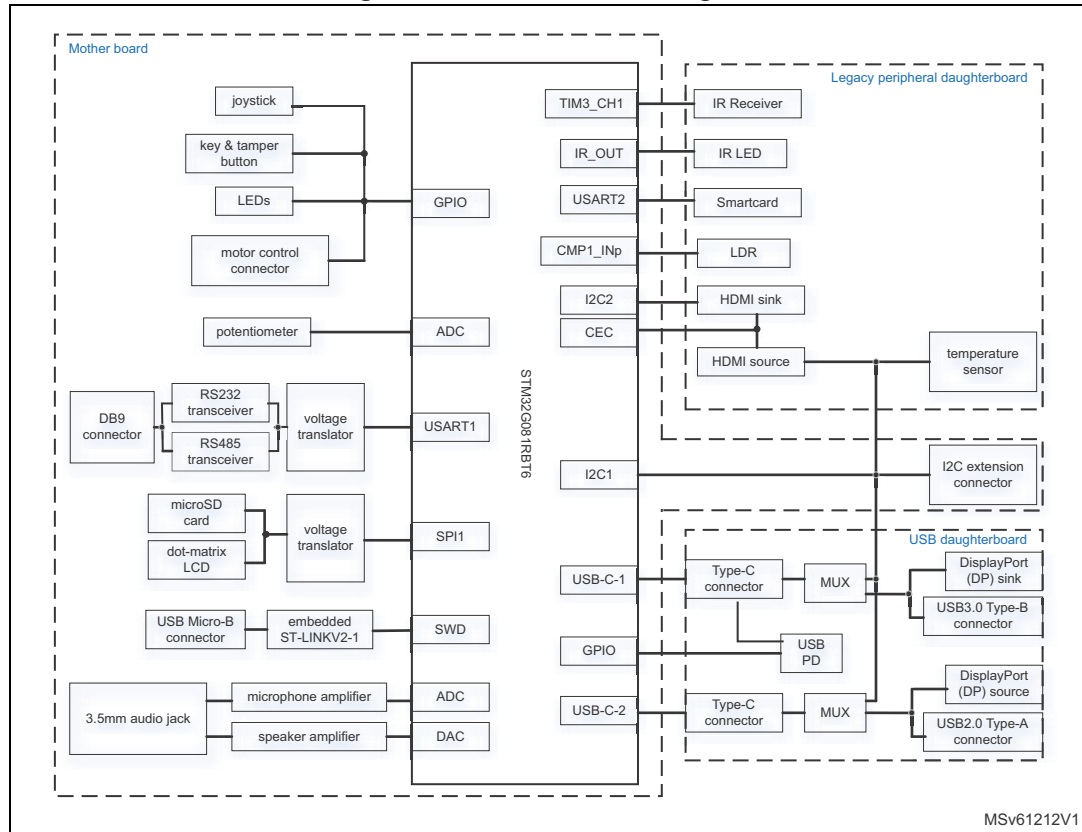 Mother board
joystick
key & tamper
button
LEDs
motor control
connector
GPIO
potentiometer
ADC
DB9
connector
RS232
transceiver
RS485
transceiver
voltage
translator
USART1
microSD
card
dot-matrix
LCD
voltage
translator
SPI1
USB Micro-B
connector
embedded
ST-LINKV2-1
SWD
3.5mm audio jack
microphone amplifier
ADC
speaker amplifier
DAC
STM32G081RBT6
Legacy peripheral daughterboard
TIM3_CH1
IR Receiver
IR_OUT
IR LED
USART2
Smartcard
CMP1_INp
LDR
I2C2
HDMI sink
CEC
HDMI source
temperature
sensor
I2C1
I2C extension
connector
USB daughterboard
USB-C-1
Type-C
connector
MUX
DisplayPort
(DP) sink
USB3.0 Type-B
connector
GPIO
USB
PD
USB-C-2
Type-C
connector
MUX
DisplayPort
(DP) source
USB2.0 Type-A
connector
MSv61212V1